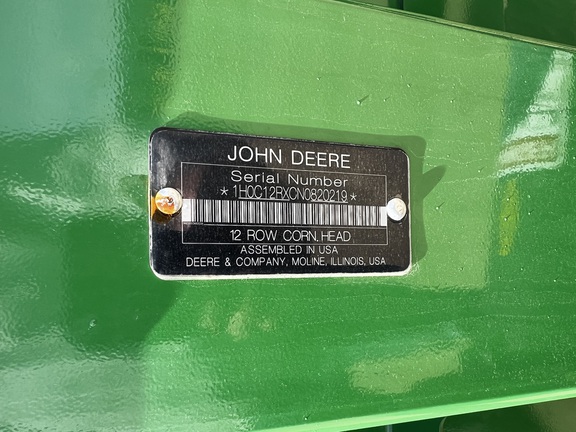 JOHN DEERE
Serial Number
*1H0C12RXCN0820219*
12 ROW CORN.HEAD
ASSEMBLED IN USA
DEERE & COMPANY, MOLINE, ILLINOIS, USA